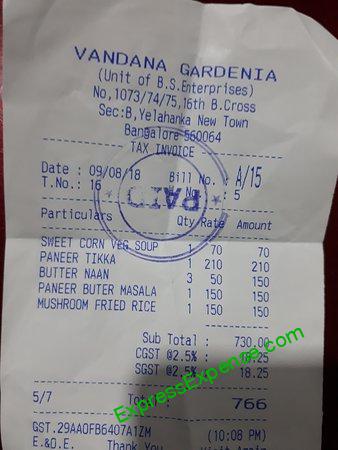 VANDANA GARDENIA
(Unit of B.S.Enterprises)
No,1073/74/75,16th B.Cross
Sec:B,Yelahanka New Town
Bangalore 560064
TAX INVOICE
Date : 09/08/18 Bill No. : A/15
T.No.: 16 No. : 5
PAID
Particulars Qty Rate Amount
SWEET CORN VEG SOUP 1 70 70
PANEER TIKKA 1 210 210
BUTTER NAAN 3 50 150
PANEER BUTER MASALA 1 150 150
MUSHROOM FRIED RICE 1 150 150
Sub Total : 730.00
CGST @2.5% : 18.25
SGST @2.5% : 18.25
5/7 : 766
GST.29AAOFB6407A1ZM (10:08 PM)
E.&O.E. Thank You Visit Again
ExpressExpense.com